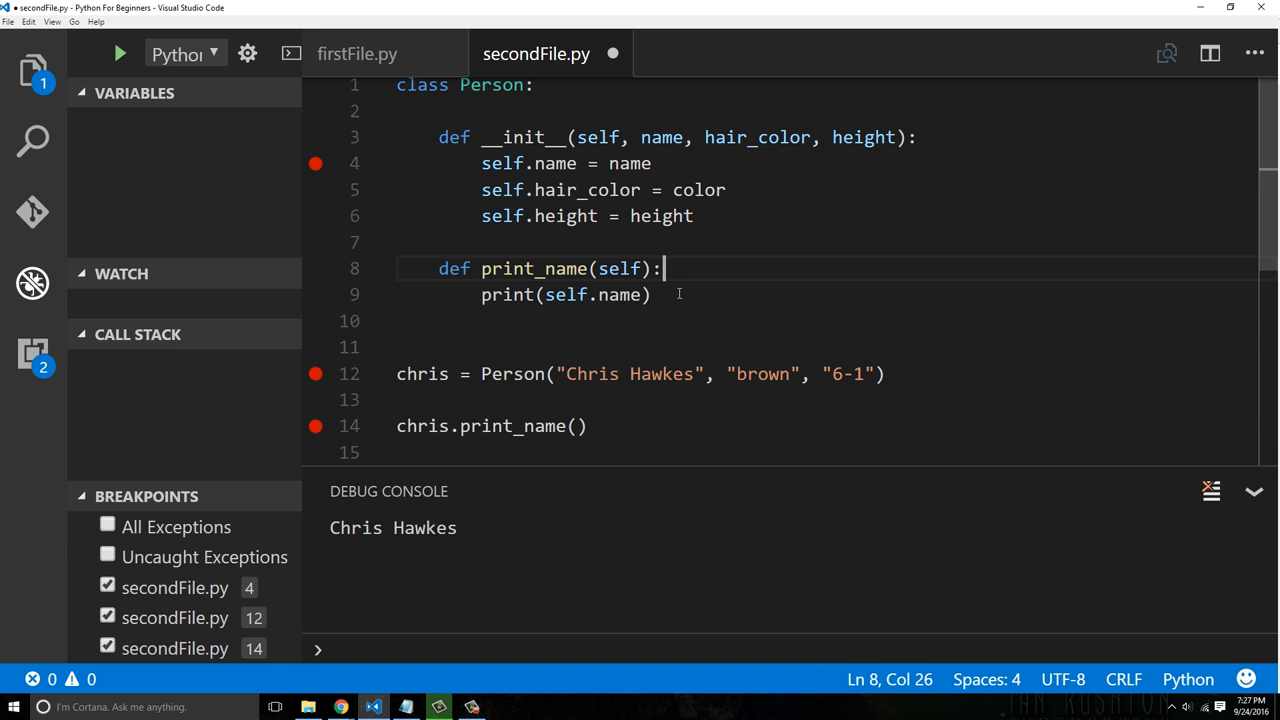 ● secondFile.py - Python For Beginners - Visual Studio Code
File Edit View Go Help
Pythor firstFile.py secondFile.py
1
2
VARIABLES
WATCH
CALL STACK
BREAKPOINTS
All Exceptions
Uncaught Exceptions
secondFile.py 4
secondFile.py 12
secondFile.py 14
1 class Person:
2
3 def __init__(self, name, hair_color, height):
4 self.name = name
5 self.hair_color = color
6 self.height = height
7
8 def print_name(self):
9 print(self.name)
10
11
12 chris = Person("Chris Hawkes", "brown", "6-1")
13
14 chris.print_name()
15
DEBUG CONSOLE
Chris Hawkes
0 0 Ln 8, Col 26 Spaces: 4 UTF-8 CRLF Python
I'm Cortana. Ask me anything.
7:27 PM
9/24/2016